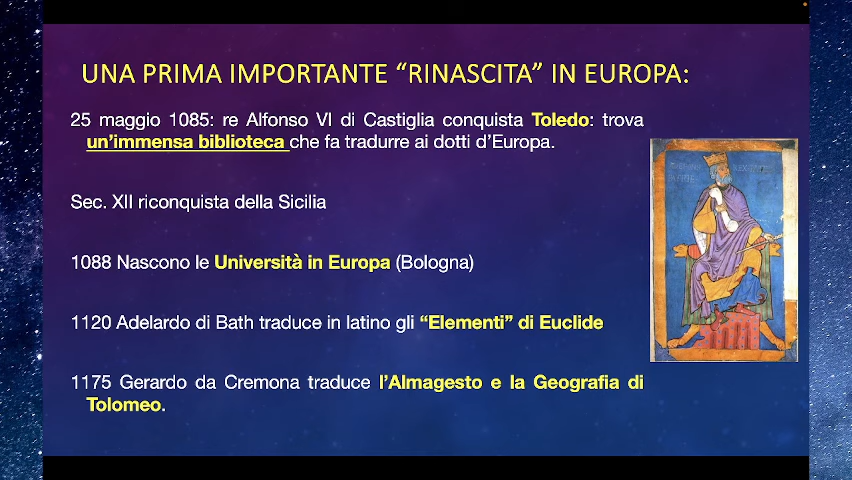 UNA PRIMA IMPORTANTE “RINASCITA” IN EUROPA:
25 maggio 1085: re Alfonso VI di Castiglia conquista Toledo: trova
un’immensa biblioteca che fa tradurre ai dotti d’Europa.
Sec. XII riconquista della Sicilia
1088 Nascono le Università in Europa (Bologna)
1120 Adelardo di Bath traduce in latino gli “Elementi” di Euclide
1175 Gerardo da Cremona traduce l’Almagesto e la Geografia di
Tolomeo.